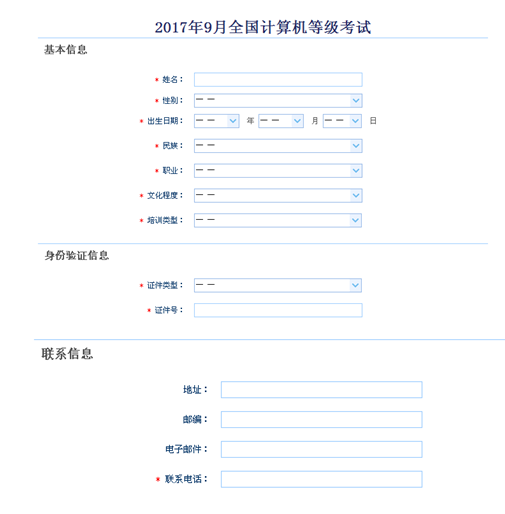 2017年9月全国计算机等级考试
基本信息
* 姓名：
* 性别： 一 一
* 出生日期： 一 一 年 一 一 月 一 一 日
* 民族： 一 一
* 职业： 一 一
* 文化程度： 一 一
* 培训类型： 一 一
身份验证信息
* 证件类型： 一 一
* 证件号：
联系信息
地址：
邮编：
电子邮件：
* 联系电话：